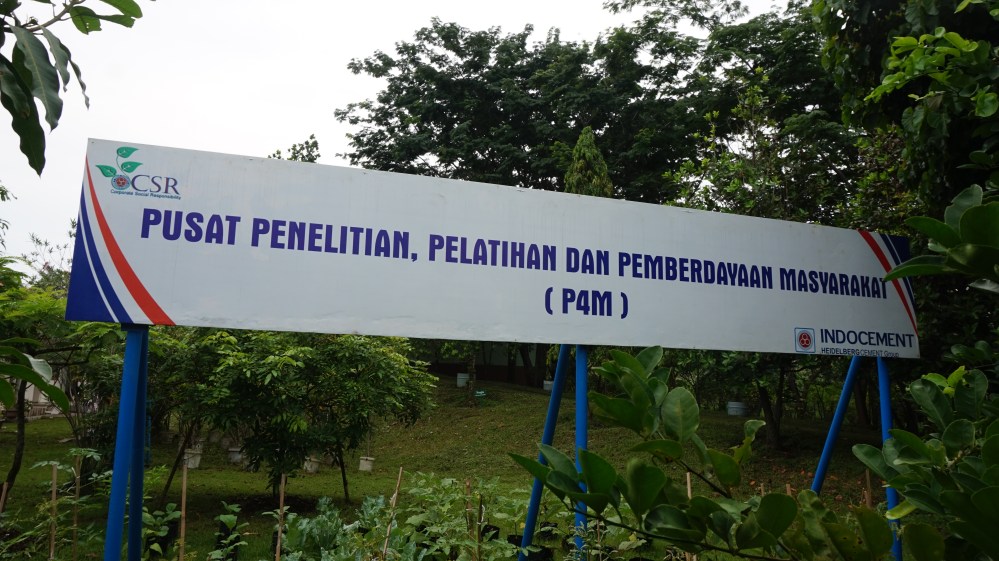 CSR
Corporate Social Responsibility
PUSAT PENELITIAN, PELATIHAN DAN PEMBERDAYAAN MASYARAKAT
( P4M )
INDOCEMENT
HEIDELBERGCEMENT Group